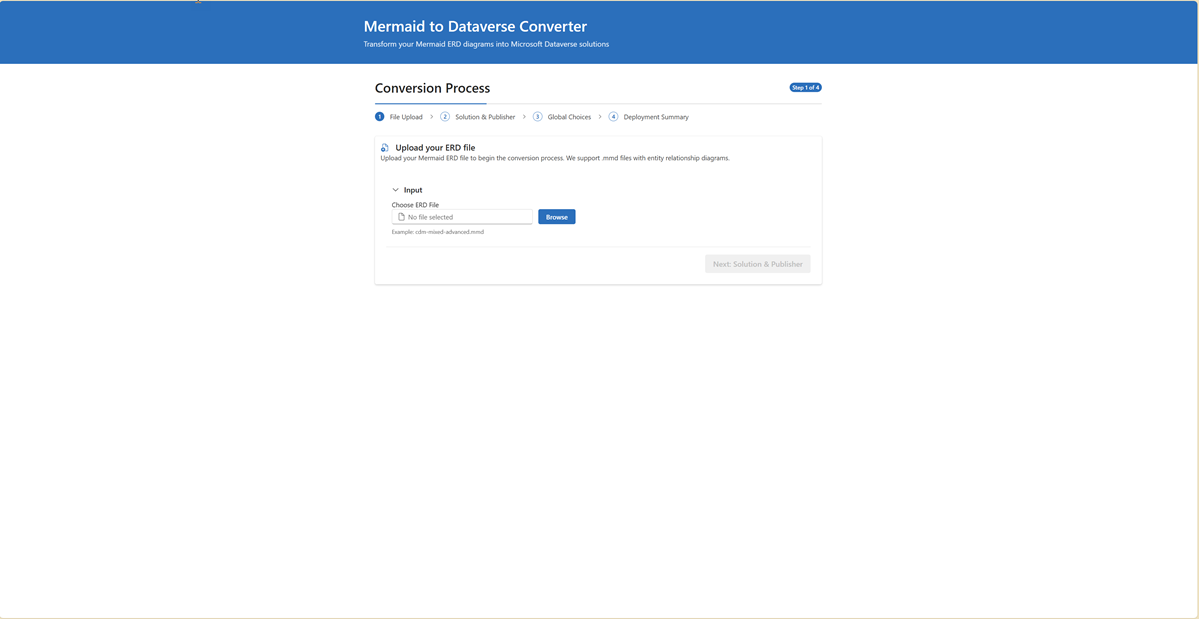 Mermaid to Dataverse Converter
Transform your Mermaid ERD diagrams into Microsoft Dataverse solutions
Conversion Process
Step 1 of 4
1 File Upload > 2 Solution & Publisher > 3 Global Choices > 4 Deployment Summary
Upload your ERD file
Upload your Mermaid ERD file to begin the conversion process. We support .mmd files with entity relationship diagrams.
Input
Choose ERD File
No file selected
Browse
Example: cdm-mixed-advanced.mmd
Next: Solution & Publisher